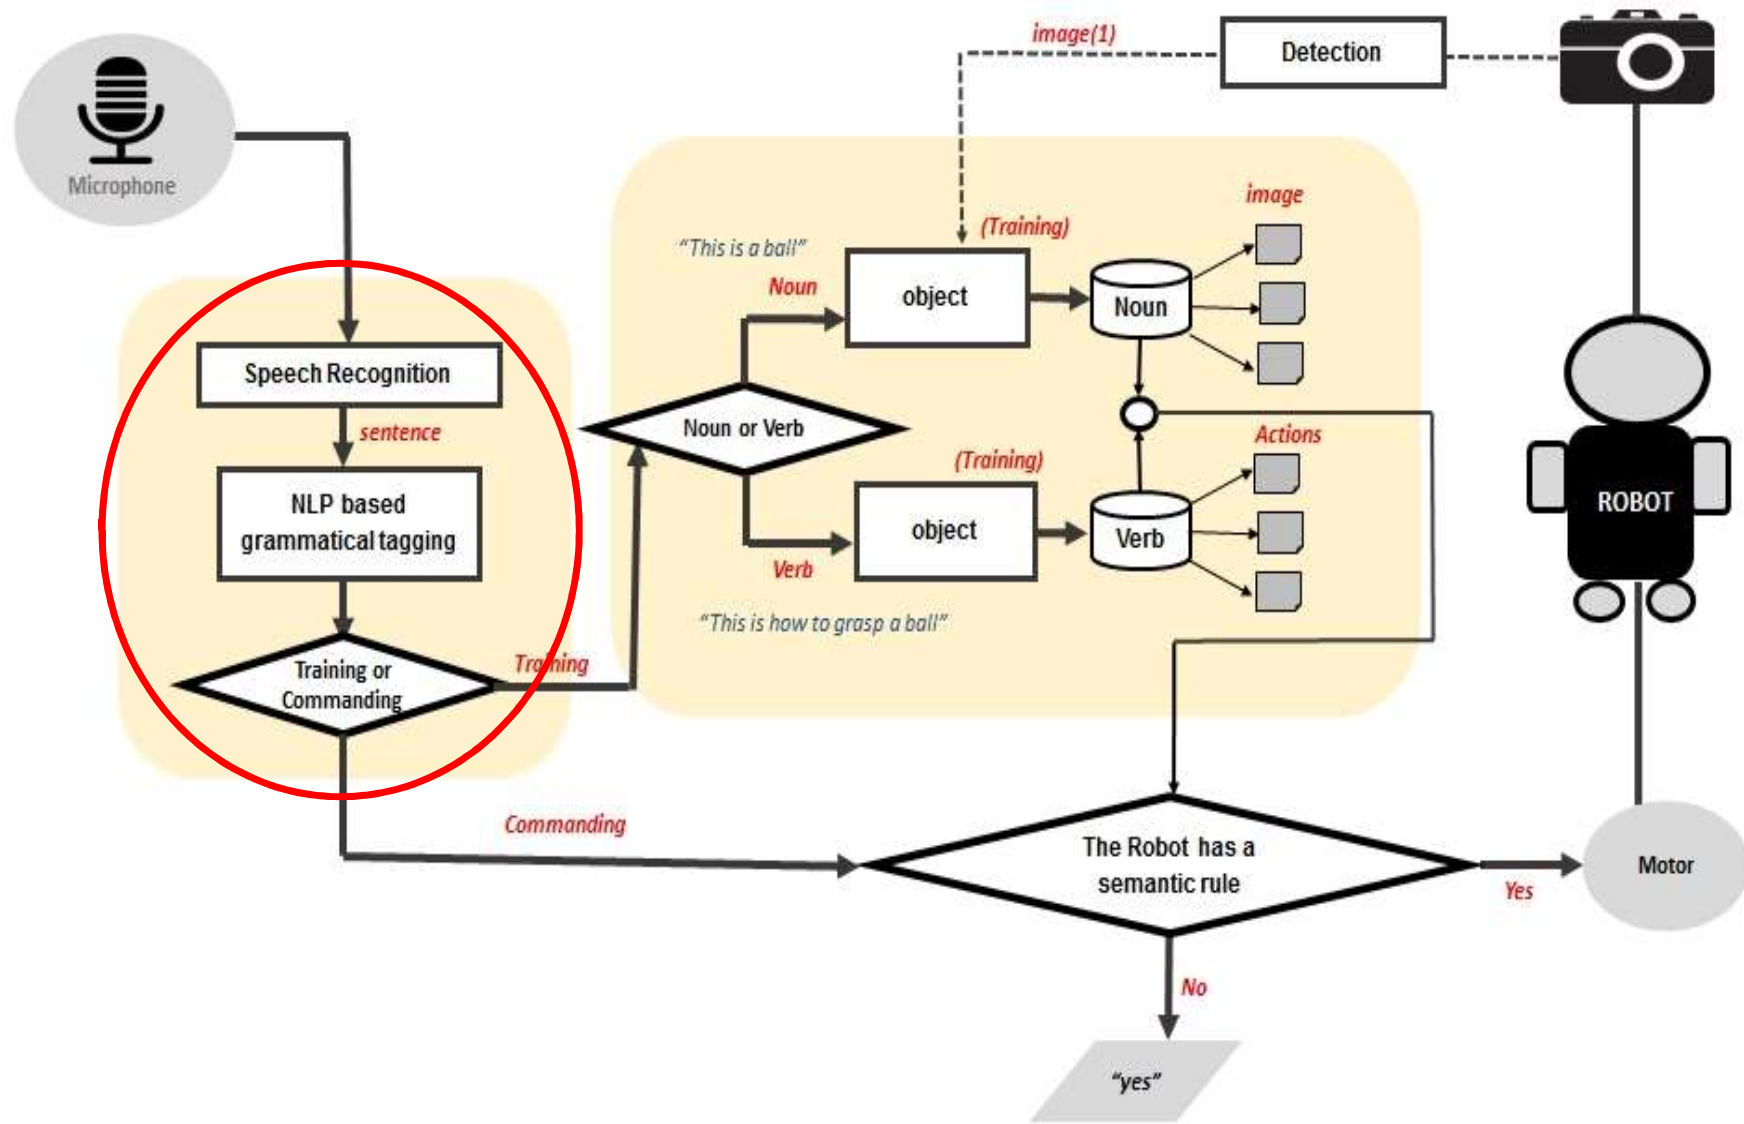 image(1)
Detection
Microphone
image
(Training)
"This is a ball"
Noun
object
Noun
Speech Recognition
sentence
Noun or Verb
Actions
(Training)
NLP based
grammatical tagging
object
Verb
Verb
"This is how to grasp a ball"
ROBOT
Training or
Commanding
Training
Commanding
The Robot has a
semantic rule
Yes
Motor
No
"yes"